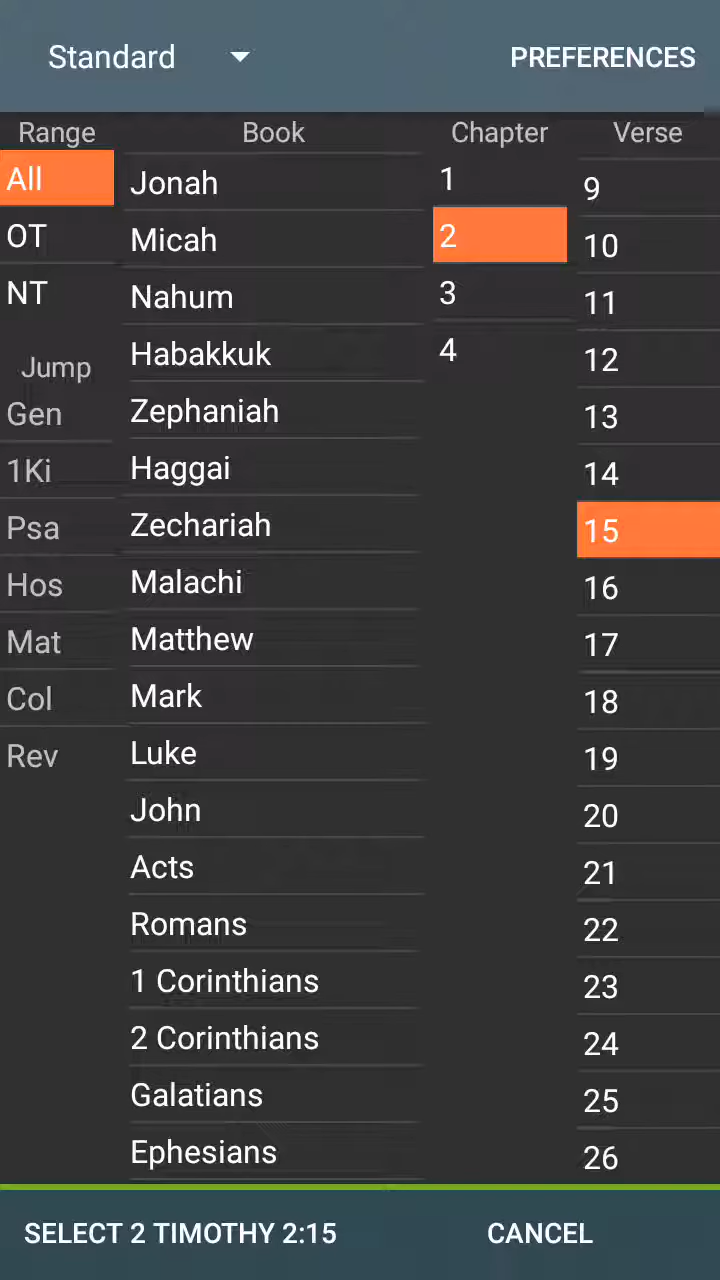 Standard
PREFERENCES
Range Book Chapter Verse
All
OT
NT
Jump
Gen
1Ki
Psa
Hos
Mat
Col
Rev
Jonah
Micah
Nahum
Habakkuk
Zephaniah
Haggai
Zechariah
Malachi
Matthew
Mark
Luke
John
Acts
Romans
1 Corinthians
2 Corinthians
Galatians
Ephesians
1
2
3
4
9
10
11
12
13
14
15
16
17
18
19
20
21
22
23
24
25
26
SELECT 2 TIMOTHY 2:15
CANCEL